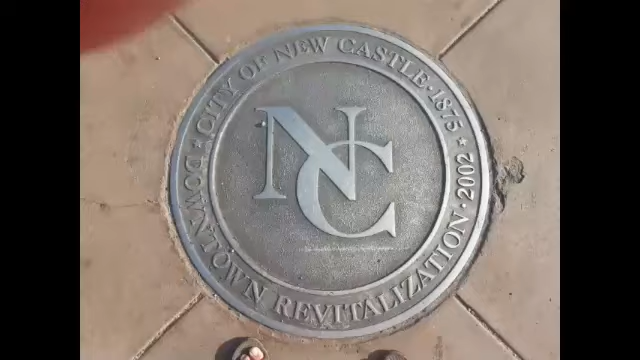 CITY OF NEW CASTLE · 1875
DOWNTOWN REVITALIZATION · 2002
NC